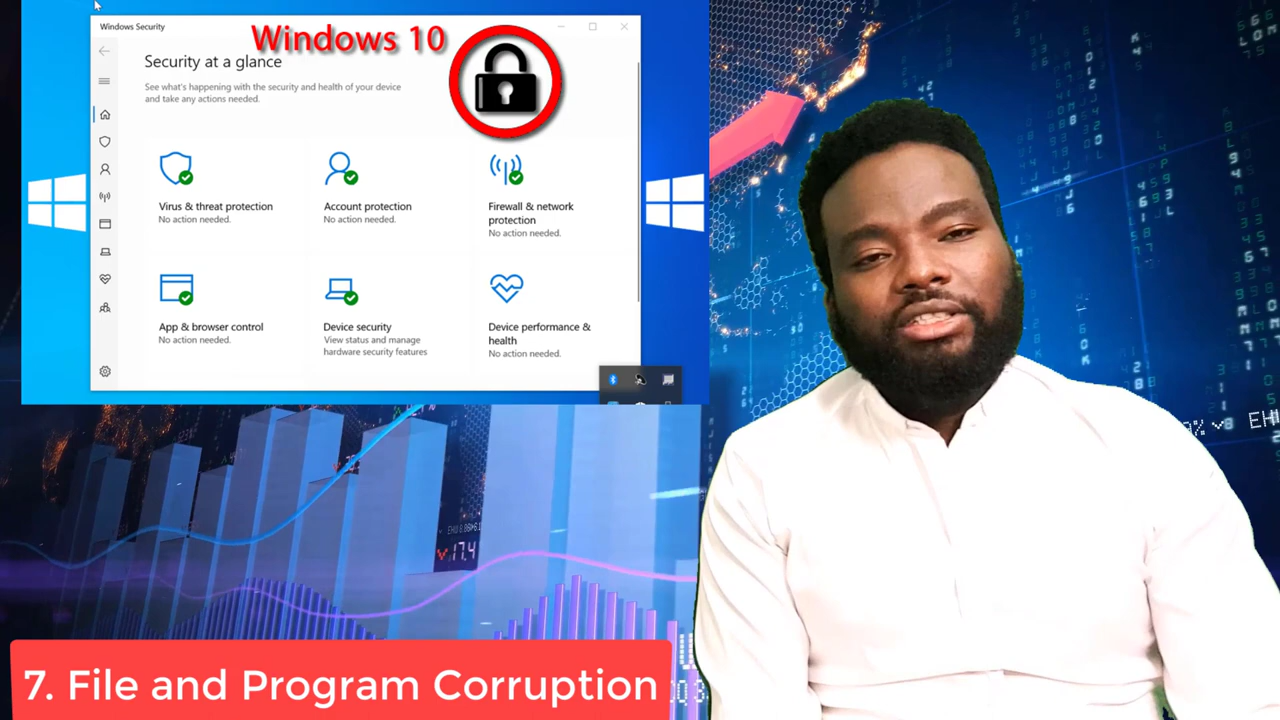 Windows Security
Windows 10
Security at a glance
See what's happening with the security and health of your device
and take any actions needed.
Virus & threat protection
No action needed.
Account protection
No action needed.
Firewall & network
protection
No action needed.
App & browser control
No action needed.
Device security
View status and manage
hardware security features
Device performance &
health
No action needed.
17.4
7. File and Program Corruption